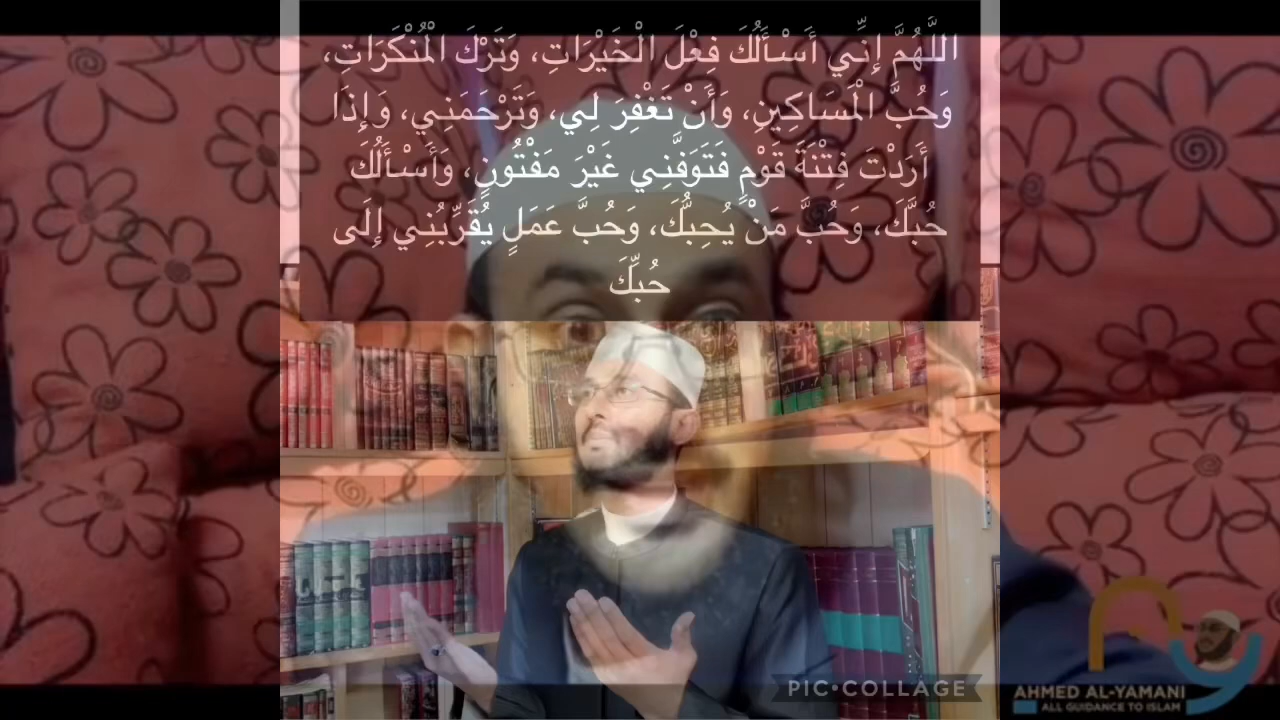 اللَّهُمَّ إِنِّي أَسْأَلُكَ فِعْلَ الْخَيْرَاتِ، وَتَرْكَ الْمُنْكَرَاتِ،
وَحُبَّ الْمَسَاكِينِ، وَأَنْ تَغْفِرَ لِي، وَتَرْحَمَنِي، وَإِذَا
أَرَدْتَ فِتْنَةَ قَوْمٍ فَتَوَفَّنِي غَيْرَ مَفْتُونٍ، وَأَسْأَلُكَ
حُبَّكَ، وَحُبَّ مَنْ يُحِبُّكَ، وَحُبَّ عَمَلٍ يُقَرِّبُنِي إِلَى
حُبِّكَ
PIC•COLLAGE
AHMED AL-YAMANI
ALL GUIDANCE TO ISLAM